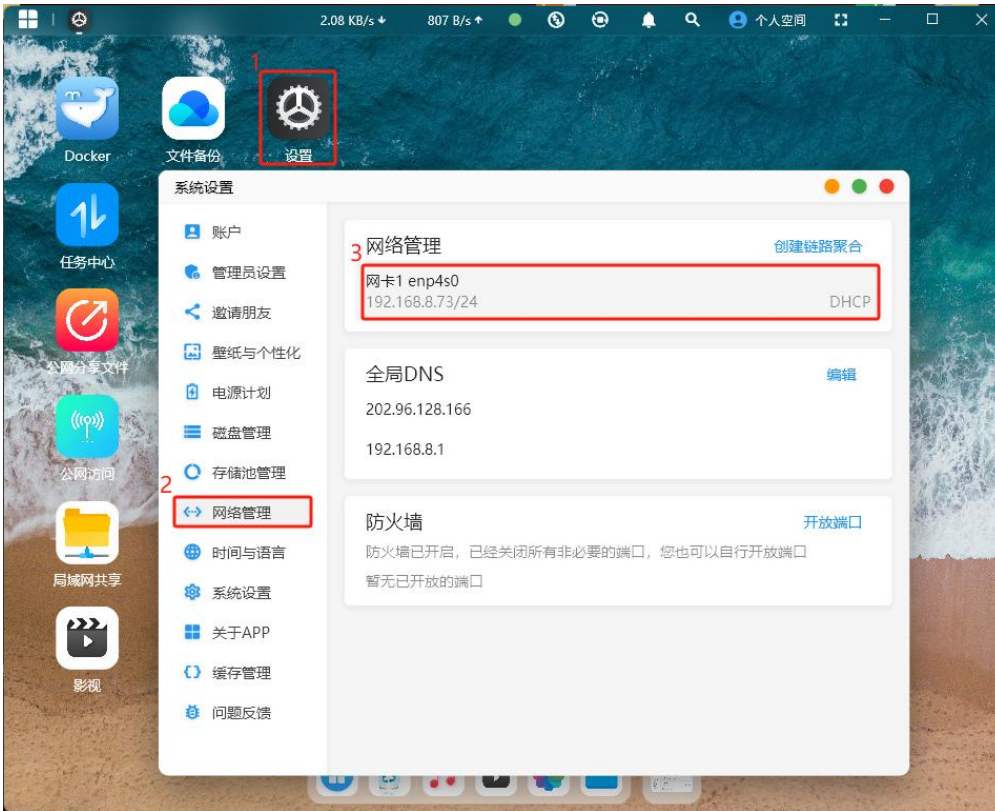 2.08 KB/s 807 B/s 个人空间
1
Docker 文件备份 设置
任务中心
公网分享文件
公网访问
局域网共享
影视
系统设置
账户
管理员设置
邀请朋友
壁纸与个性化
电源计划
磁盘管理
存储池管理
2
网络管理
时间与语言
系统设置
关于APP
缓存管理
问题反馈
3
网络管理 创建链路聚合
网卡1 enp4s0
192.168.8.73/24 DHCP
全局DNS 编辑
202.96.128.166
192.168.8.1
防火墙 开放端口
防火墙已开启，已经关闭所有非必要的端口，您也可以自行开放端口
暂无已开放的端口